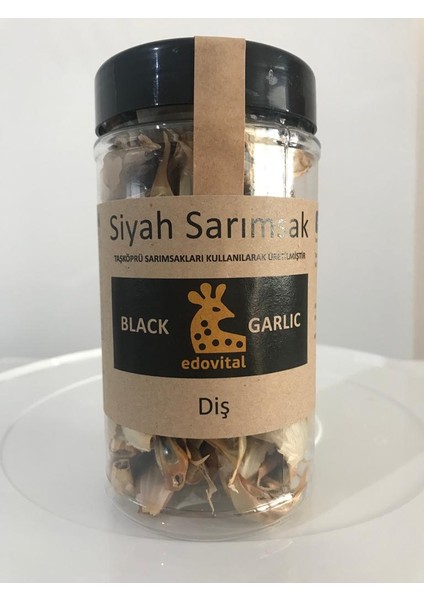 Siyah Sarımsak
TAŞKÖPRÜ SARIMSAKLARI KULLANILARAK ÜRETİLMİŞTİR
BLACK GARLIC
edovital
Diş